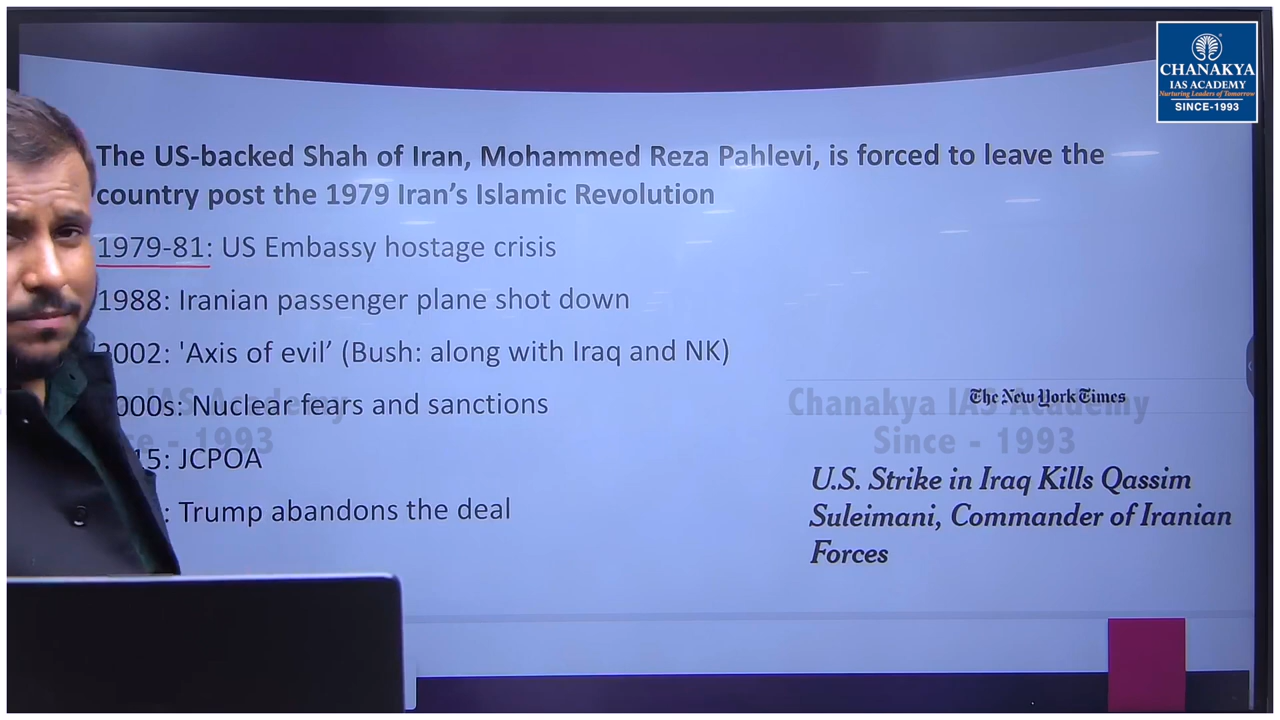 CHANAKYA
IAS ACADEMY
Nurturing Leaders of Tomorrow
SINCE-1993
The US-backed Shah of Iran, Mohammed Reza Pahlevi, is forced to leave the
country post the 1979 Iran’s Islamic Revolution
1979-81: US Embassy hostage crisis
1988: Iranian passenger plane shot down
2002: 'Axis of evil’ (Bush: along with Iraq and NK)
000s: Nuclear fears and sanctions
15: JCPOA
: Trump abandons the deal
The New York Times
U.S. Strike in Iraq Kills Qassim
Suleimani, Commander of Iranian
Forces
IAS Academy
ce - 1993
Chanakya IAS Academy
Since - 1993